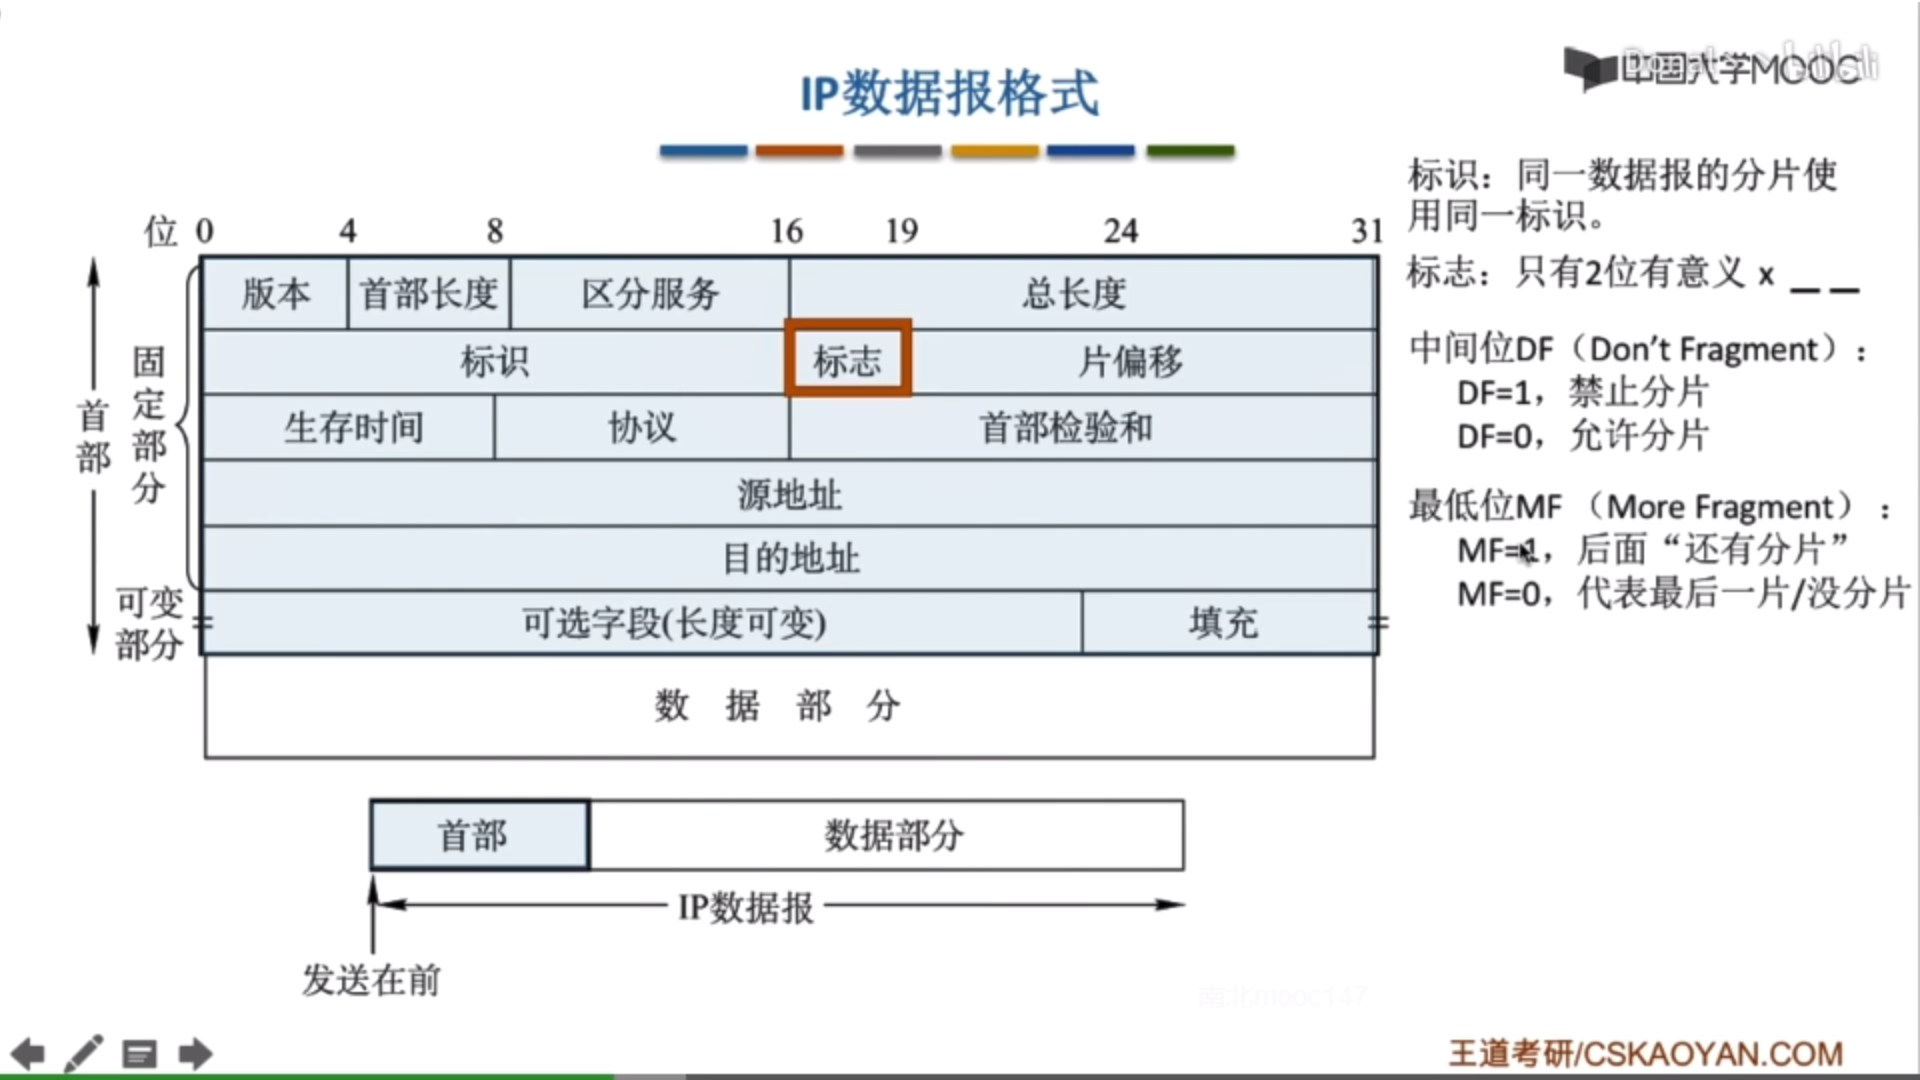 IP数据报格式
中国大学MOOC
位 0 4 8 16 19 24 31
版本 首部长度 区分服务 总长度
标识 标志 片偏移
生存时间 协议 首部检验和
源地址
目的地址
可选字段(长度可变) 填充
数 据 部 分
首部
固定部分
可变
部分
首部 数据部分
IP数据报
发送在前
标识：同一数据报的分片使
用同一标识。
标志：只有2位有意义 x _ _
中间位DF（Don't Fragment）：
DF=1，禁止分片
DF=0，允许分片
最低位MF （More Fragment）：
MF=1，后面“还有分片”
MF=0，代表最后一片/没分片
南北mooc147
王道考研/CSKAOYAN.COM